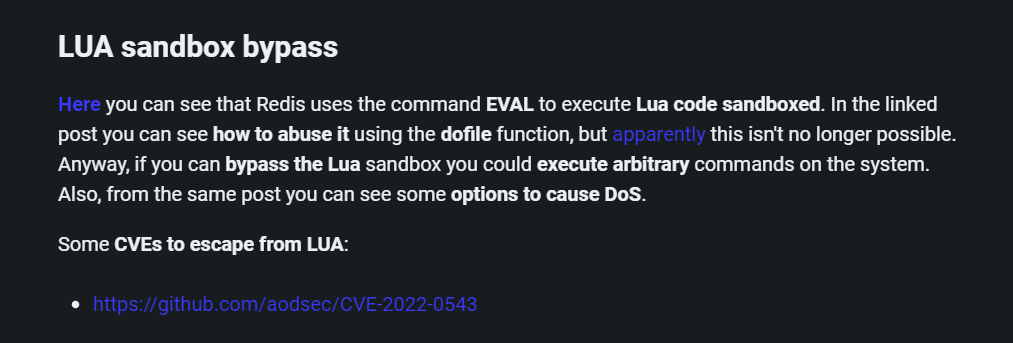 LUA sandbox bypass
Here you can see that Redis uses the command EVAL to execute Lua code sandboxed. In the linked
post you can see how to abuse it using the dofile function, but apparently this isn't no longer possible.
Anyway, if you can bypass the Lua sandbox you could execute arbitrary commands on the system.
Also, from the same post you can see some options to cause DoS.
Some CVEs to escape from LUA:
• https://github.com/aodsec/CVE-2022-0543